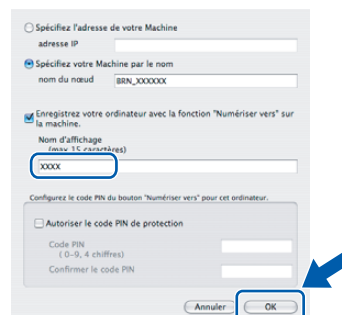 Spécifiez l'adresse de votre Machine
adresse IP
Spécifiez votre Machine par le nom
nom du nœud BRN_XXXXXX
Enregistrez votre ordinateur avec la fonction "Numériser vers" sur
la machine.
Nom d'affichage
(max 15 caractères)
XXXX
Configurez le code PIN du bouton "Numériser vers" pour cet ordinateur.
Autoriser le code PIN de protection
Code PIN
( 0-9, 4 chiffres)
Confirmer le code PIN
Annuler OK